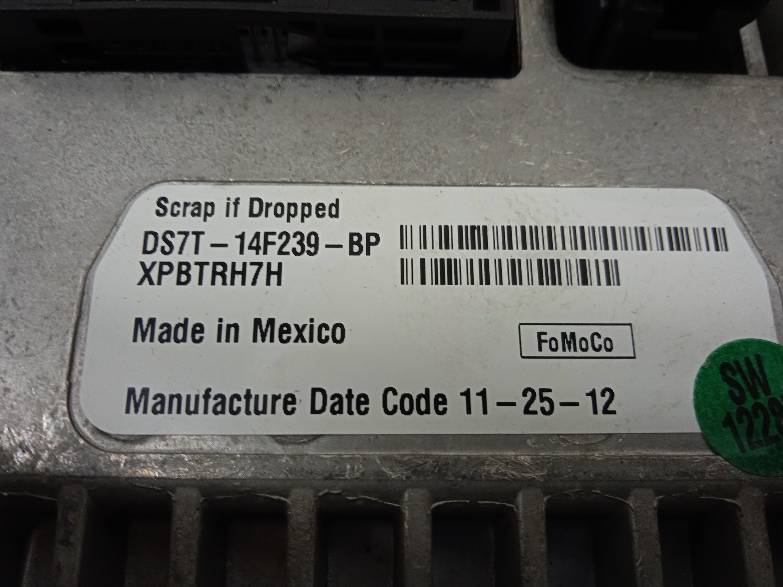 Scrap if Dropped
DS7T-14F239-BP
XPBTRH7H
Made in Mexico
FoMoCo
Manufacture Date Code 11-25-12
SW